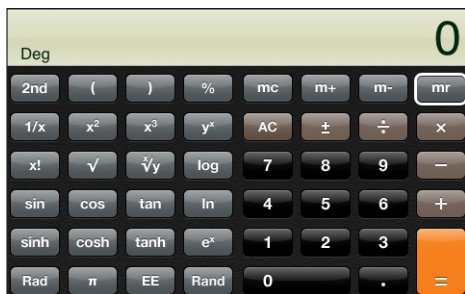 0
Deg
2nd ( ) % mc m+ m- mr
1/x x² x³ yˣ AC ± ÷ ×
x! √ ˣ√y log 7 8 9 −
sin cos tan ln 4 5 6 +
sinh cosh tanh eˣ 1 2 3
Rad π EE Rand 0 . =